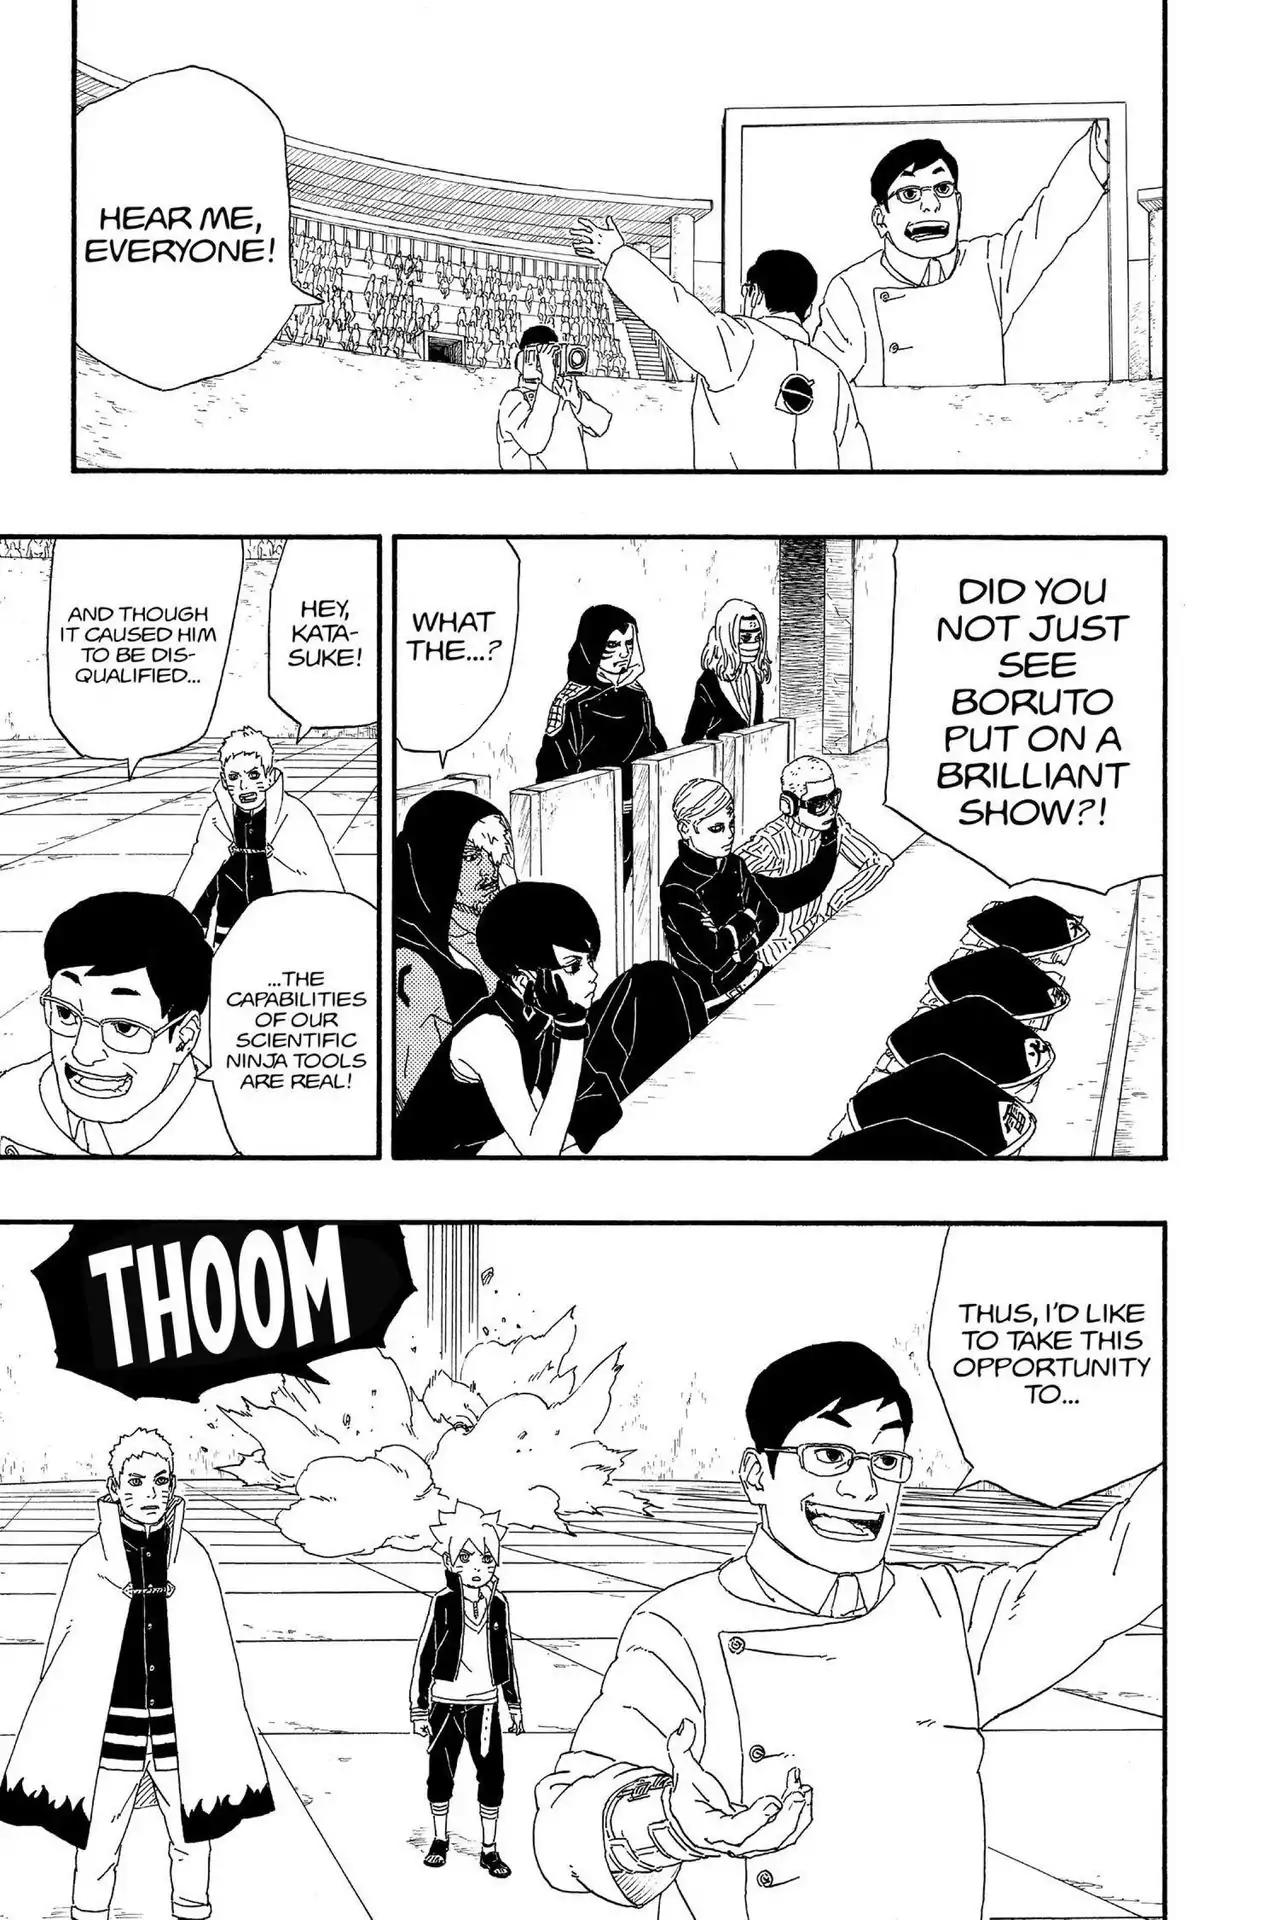 HEAR ME,
EVERYONE!
DID YOU
NOT JUST
SEE
BORUTO
PUT ON A
BRILLIANT
SHOW?!
WHAT
THE...?
HEY,
KATA-
SUKE!
AND THOUGH
IT CAUSED HIM
TO BE DIS-
QUALIFIED...
...THE
CAPABILITIES
OF OUR
SCIENTIFIC
NINJA TOOLS
ARE REAL!
THUS, I'D LIKE
TO TAKE THIS
OPPORTUNITY
TO...
THOOM